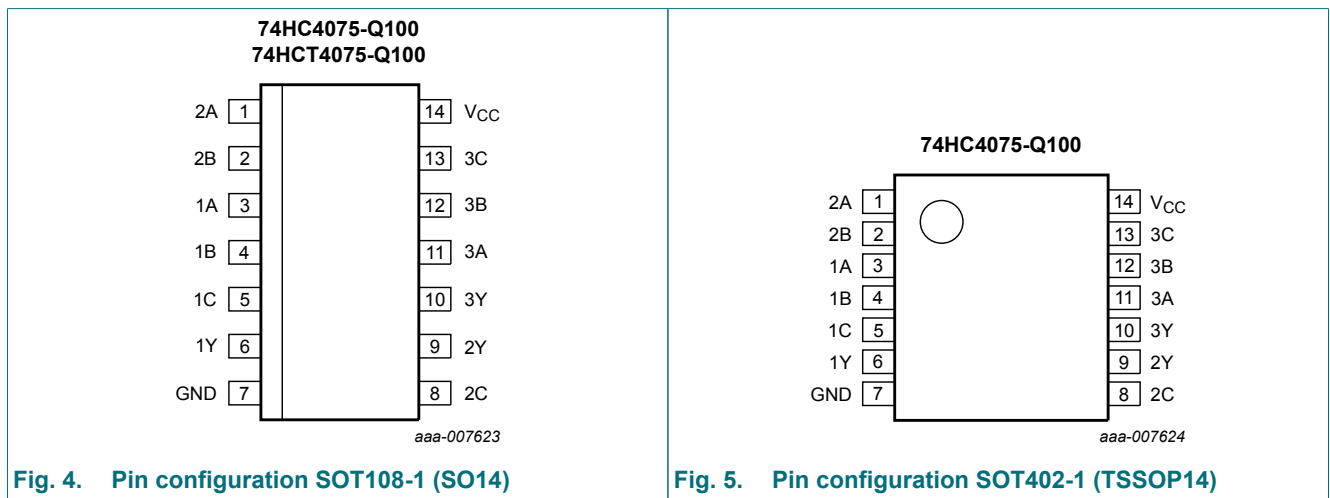 74HC4075-Q100
74HCT4075-Q100
2A 1 14 VCC
2B 2 13 3C
1A 3 12 3B
1B 4 11 3A
1C 5 10 3Y
1Y 6 9 2Y
GND 7 8 2C
aaa-007623
Fig. 4. Pin configuration SOT108-1 (SO14)
74HC4075-Q100
2A 1 14 VCC
2B 2 13 3C
1A 3 12 3B
1B 4 11 3A
1C 5 10 3Y
1Y 6 9 2Y
GND 7 8 2C
aaa-007624
Fig. 5. Pin configuration SOT402-1 (TSSOP14)